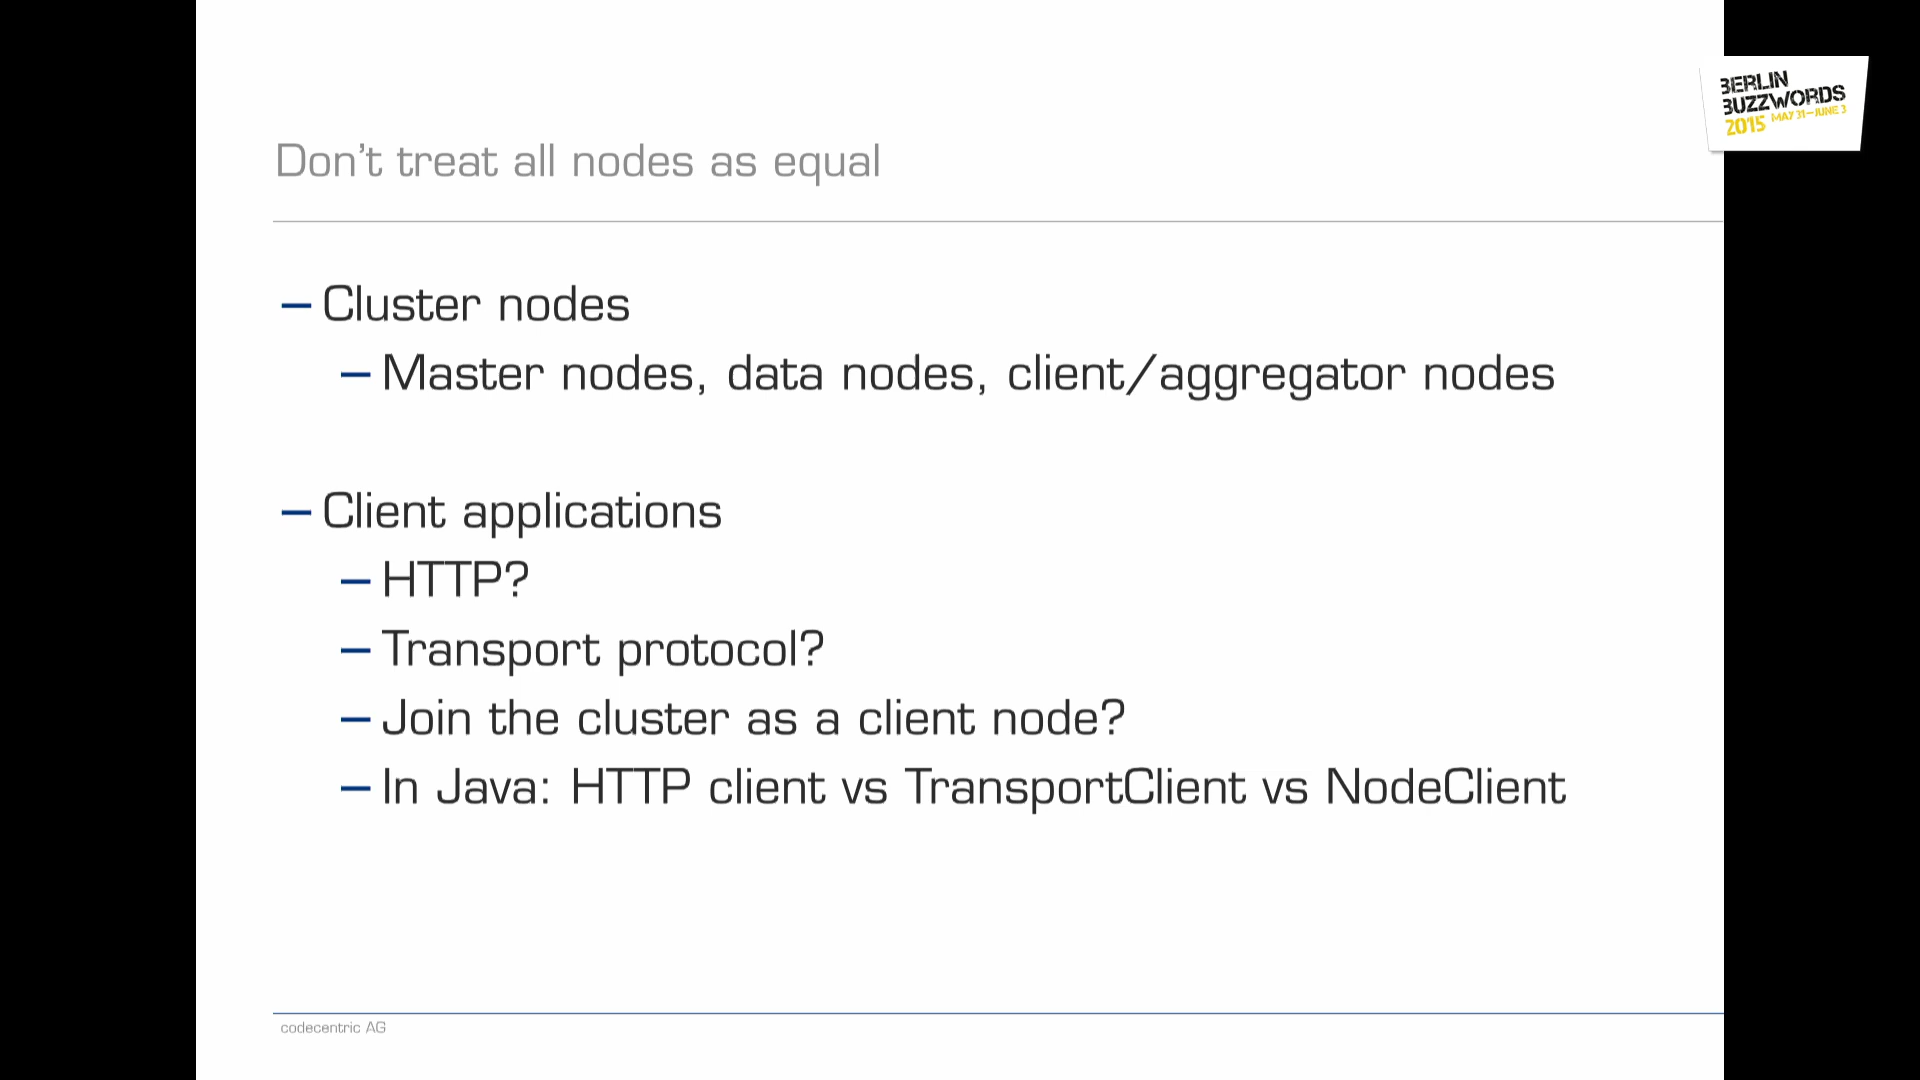 Don't treat all nodes as equal
BERLIN
BUZZWORDS
2015 MAY 31–JUNE 3
– Cluster nodes
– Master nodes, data nodes, client/aggregator nodes
– Client applications
– HTTP?
– Transport protocol?
– Join the cluster as a client node?
– In Java: HTTP client vs TransportClient vs NodeClient
codecentric AG